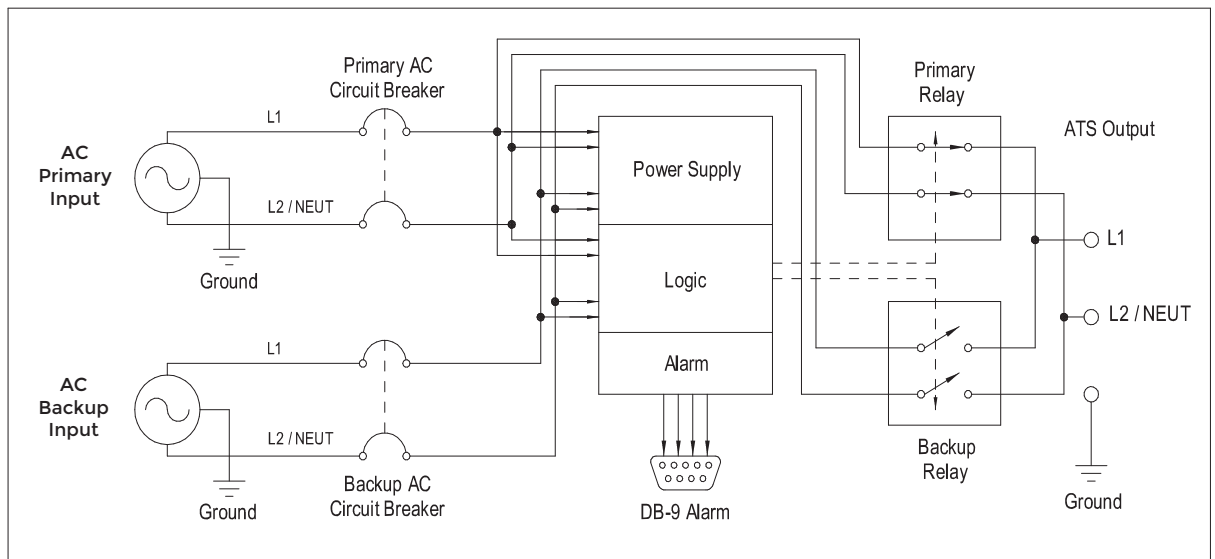 Primary AC
Circuit Breaker
L1
AC
Primary
Input
L2 / NEUT
Ground
Power Supply
Logic
Alarm
Primary
Relay
ATS Output
L1
L2 / NEUT
L1
AC
Backup
Input
L2 / NEUT
Ground
Backup AC
Circuit Breaker
DB-9 Alarm
Backup
Relay
Ground